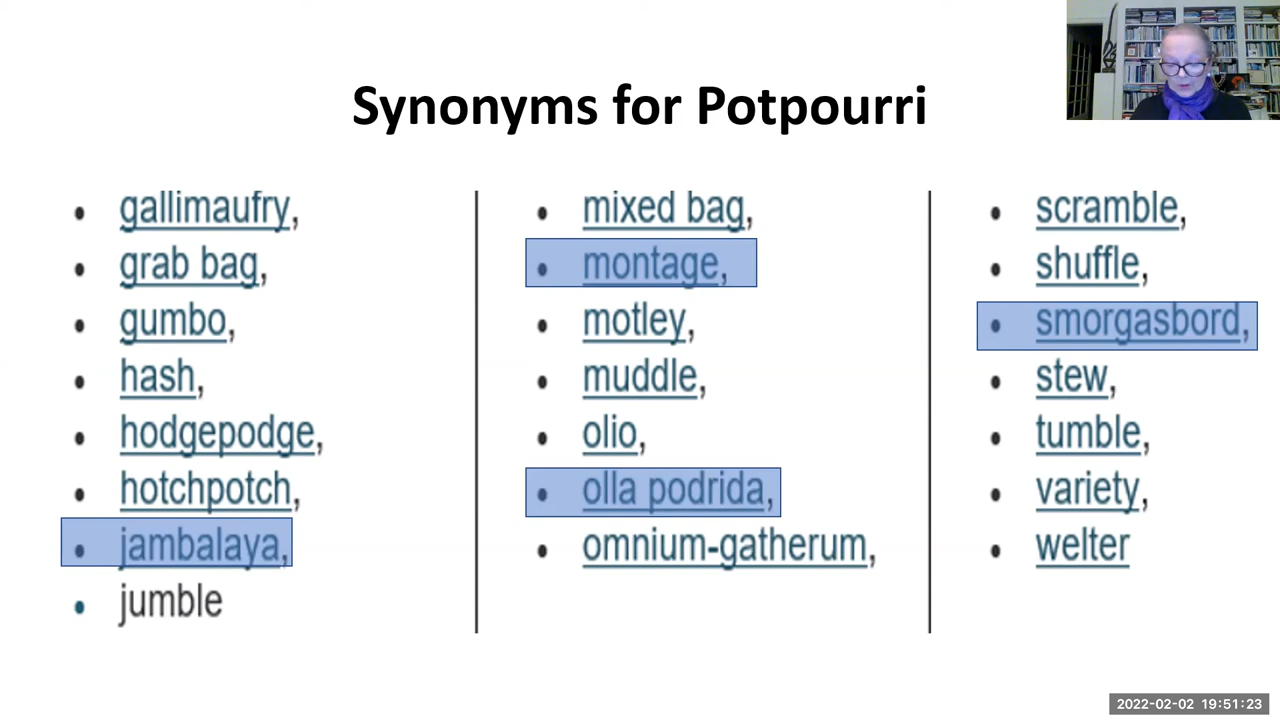 Synonyms for Potpourri
• gallimaufry,
• grab bag,
• gumbo,
• hash,
• hodgepodge,
• hotchpotch,
• jambalaya,
• jumble
• mixed bag,
• montage,
• motley,
• muddle,
• olio,
• olla podrida,
• omnium-gatherum,
• scramble,
• shuffle,
• smorgasbord,
• stew,
• tumble,
• variety,
• welter
2022-02-02 19:51:23